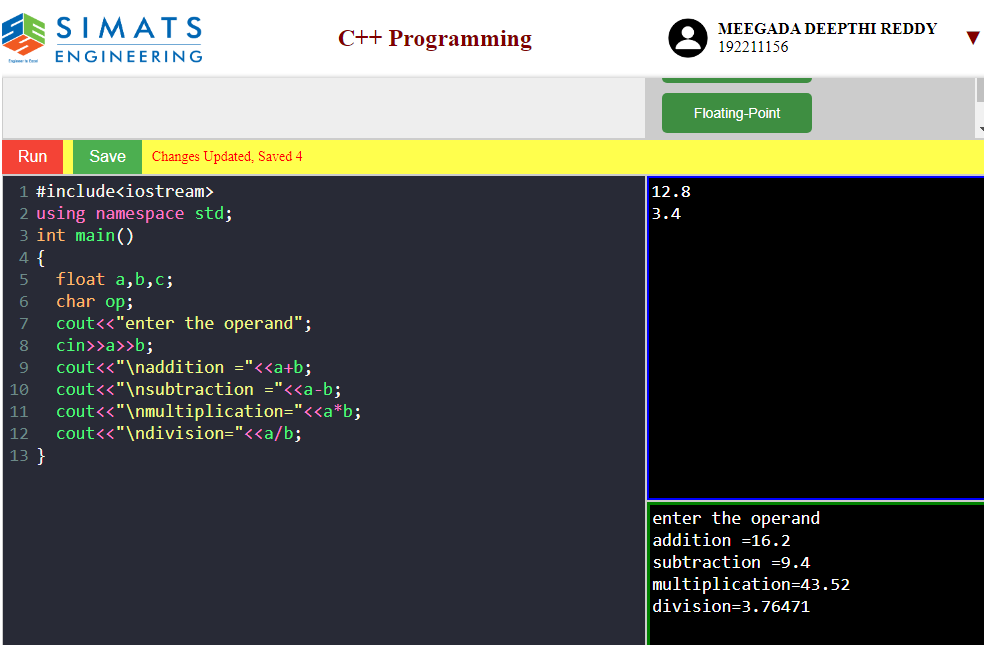 SIMATS
ENGINEERING
C++ Programming
MEEGADA DEEPTHI REDDY
192211156
▼
Floating-Point
Run
Save
Changes Updated, Saved 4
1 #include<iostream>
2 using namespace std;
3 int main()
4 {
5   float a,b,c;
6   char op;
7   cout<<"enter the operand";
8   cin>>a>>b;
9   cout<<"\naddition ="<<a+b;
10   cout<<"\nsubtraction ="<<a-b;
11   cout<<"\nmultiplication="<<a*b;
12   cout<<"\ndivision="<<a/b;
13 }
12.8
3.4
enter the operand
addition =16.2
subtraction =9.4
multiplication=43.52
division=3.76471